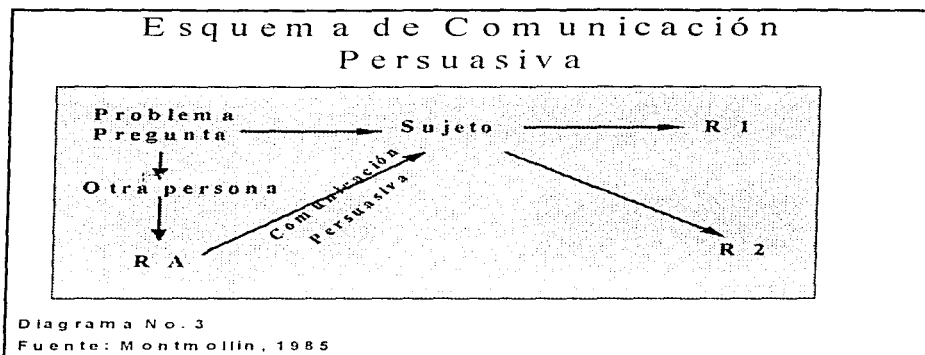 Esquema de Comunicación
Persuasiva
Problema
Pregunta
Sujeto
R 1
Otra persona
Comunicación
Persuasiva
R A
R 2
Diagrama No. 3
Fuente: Montmollin, 1985